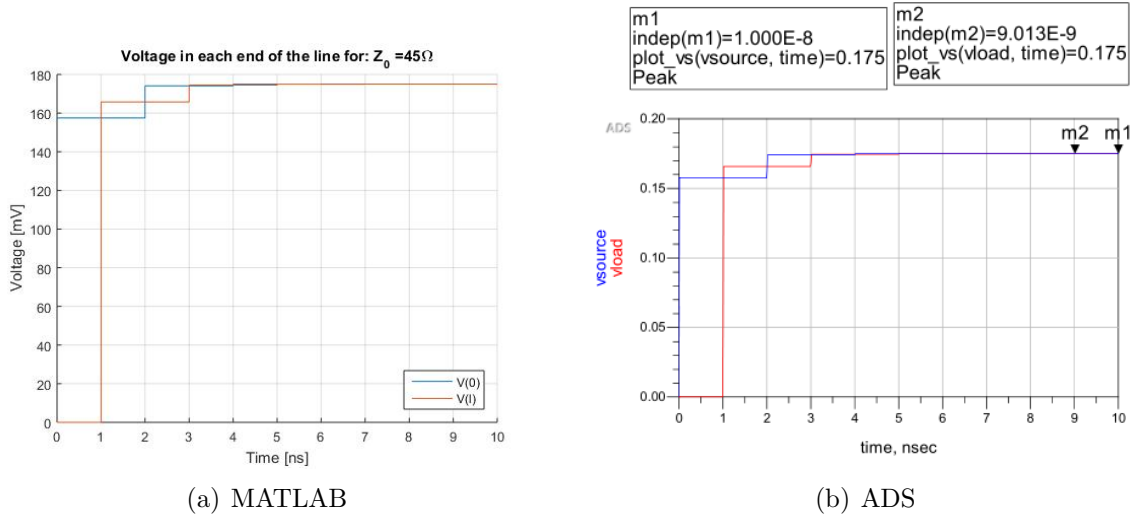 Voltage in each end of the line for: Z0 =45Ω
180
160
140
120
100
80
60
40
20
0
Voltage [mV]
V(0)
V(l)
0 1 2 3 4 5 6 7 8 9 10
Time [ns]
(a) MATLAB
m1
indep(m1)=1.000E-8
plot_vs(vsource, time)=0.175
Peak
m2
indep(m2)=9.013E-9
plot_vs(vload, time)=0.175
Peak
ADS
0.20
0.15
0.10
0.05
0.00
vsource
vload
m2 m1
0 1 2 3 4 5 6 7 8 9 10
time, nsec
(b) ADS